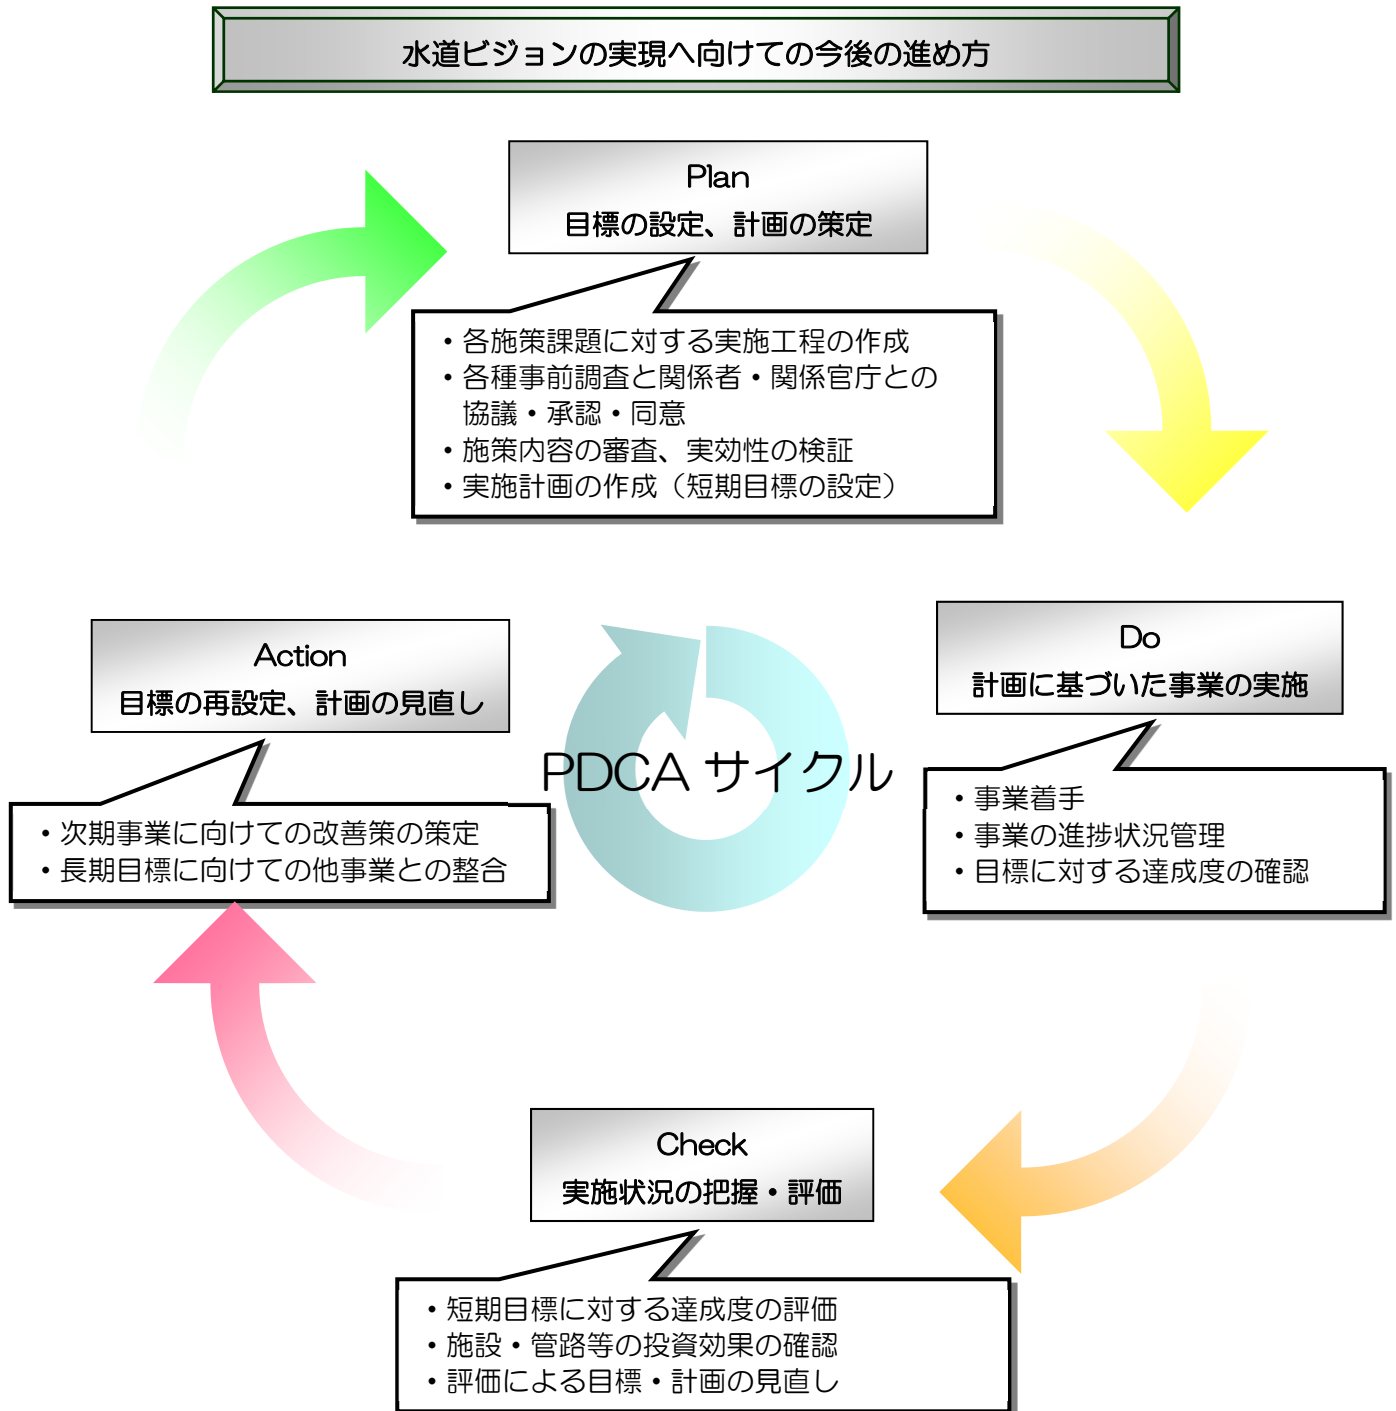 水道ビジョンの実現へ向けての今後の進め方
Plan
目標の設定、計画の策定
・各施策課題に対する実施工程の作成
・各種事前調査と関係者・関係官庁との
協議・承認・同意
・施策内容の審査、実効性の検証
・実施計画の作成（短期目標の設定）
Action
目標の再設定、計画の見直し
・次期事業に向けての改善策の策定
・長期目標に向けての他事業との整合
PDCA サイクル
Do
計画に基づいた事業の実施
・事業着手
・事業の進捗状況管理
・目標に対する達成度の確認
Check
実施状況の把握・評価
・短期目標に対する達成度の評価
・施設・管路等の投資効果の確認
・評価による目標・計画の見直し